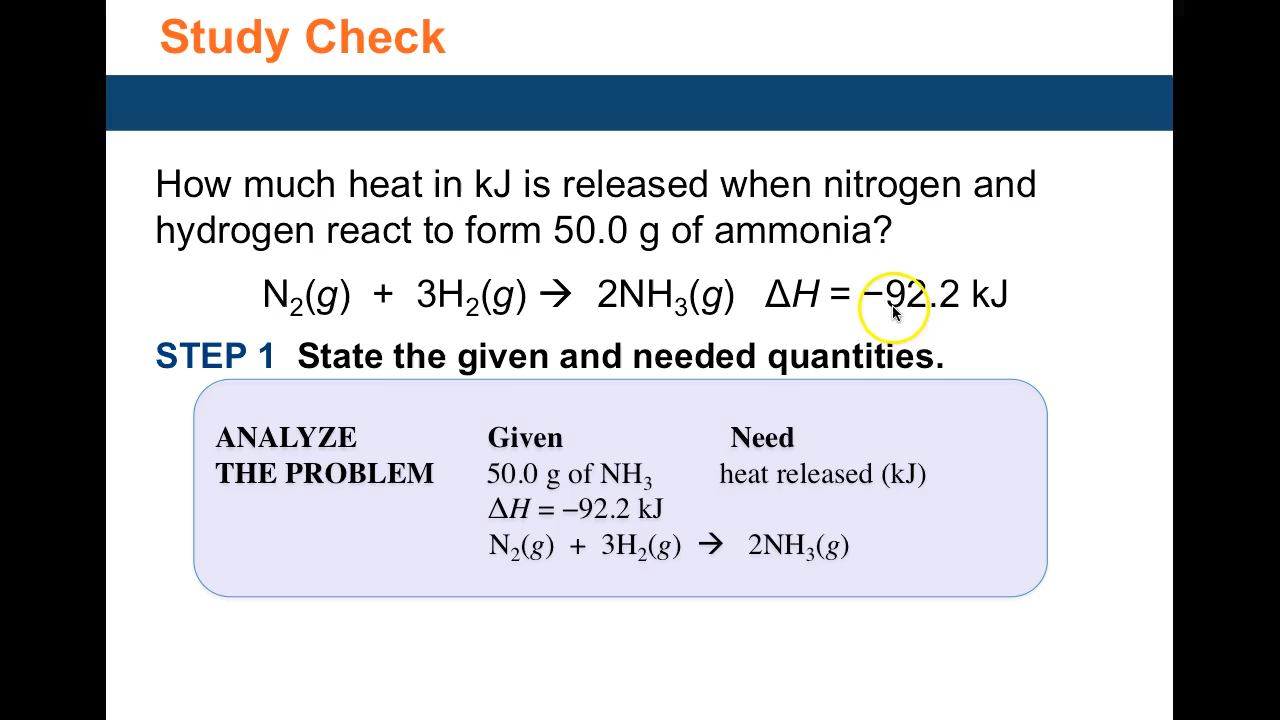 Study Check
How much heat in kJ is released when nitrogen and
hydrogen react to form 50.0 g of ammonia?
N₂(g) + 3H₂(g) → 2NH₃(g) ΔH = −92.2 kJ
STEP 1 State the given and needed quantities.
ANALYZE Given Need
THE PROBLEM 50.0 g of NH₃ heat released (kJ)
ΔH = −92.2 kJ
N₂(g) + 3H₂(g) → 2NH₃(g)